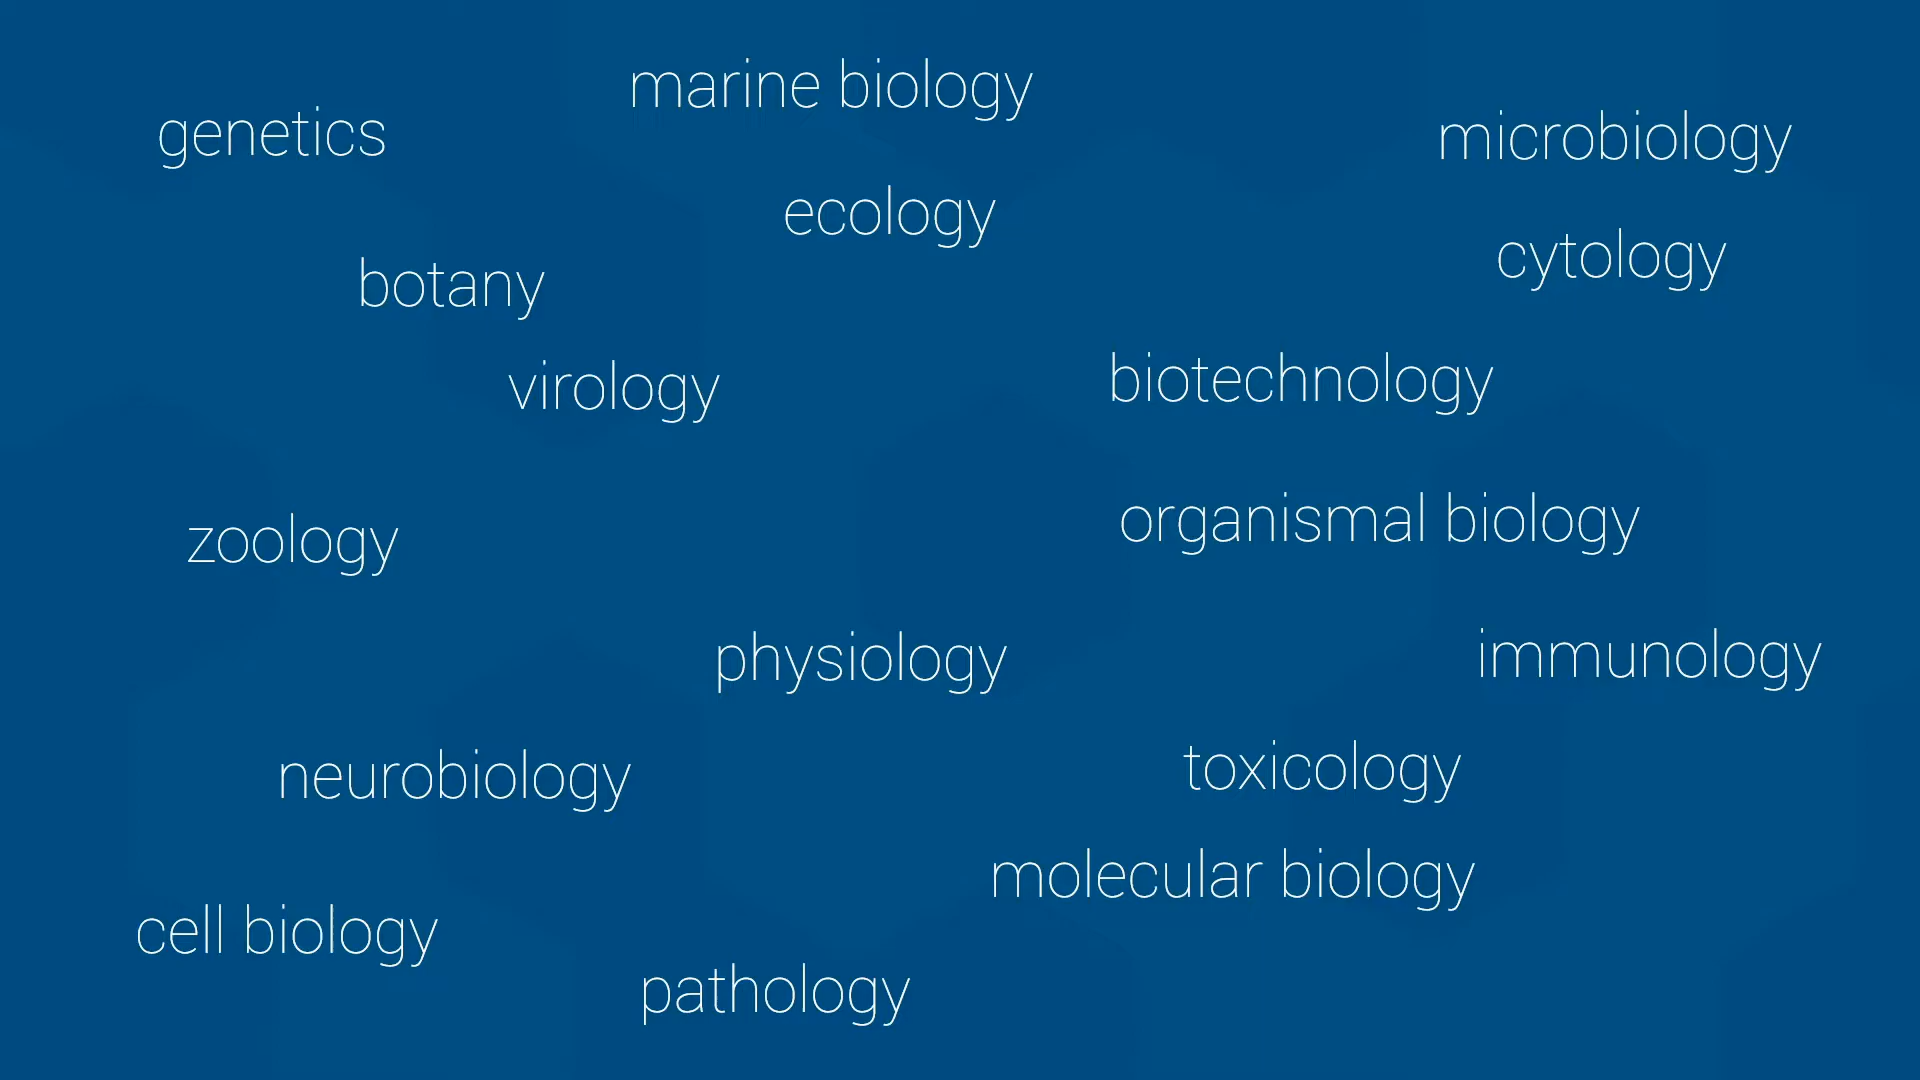 marine biology
genetics
microbiology
ecology
cytology
botany
biotechnology
virology
organismal biology
zoology
immunology
physiology
toxicology
neurobiology
molecular biology
cell biology
pathology